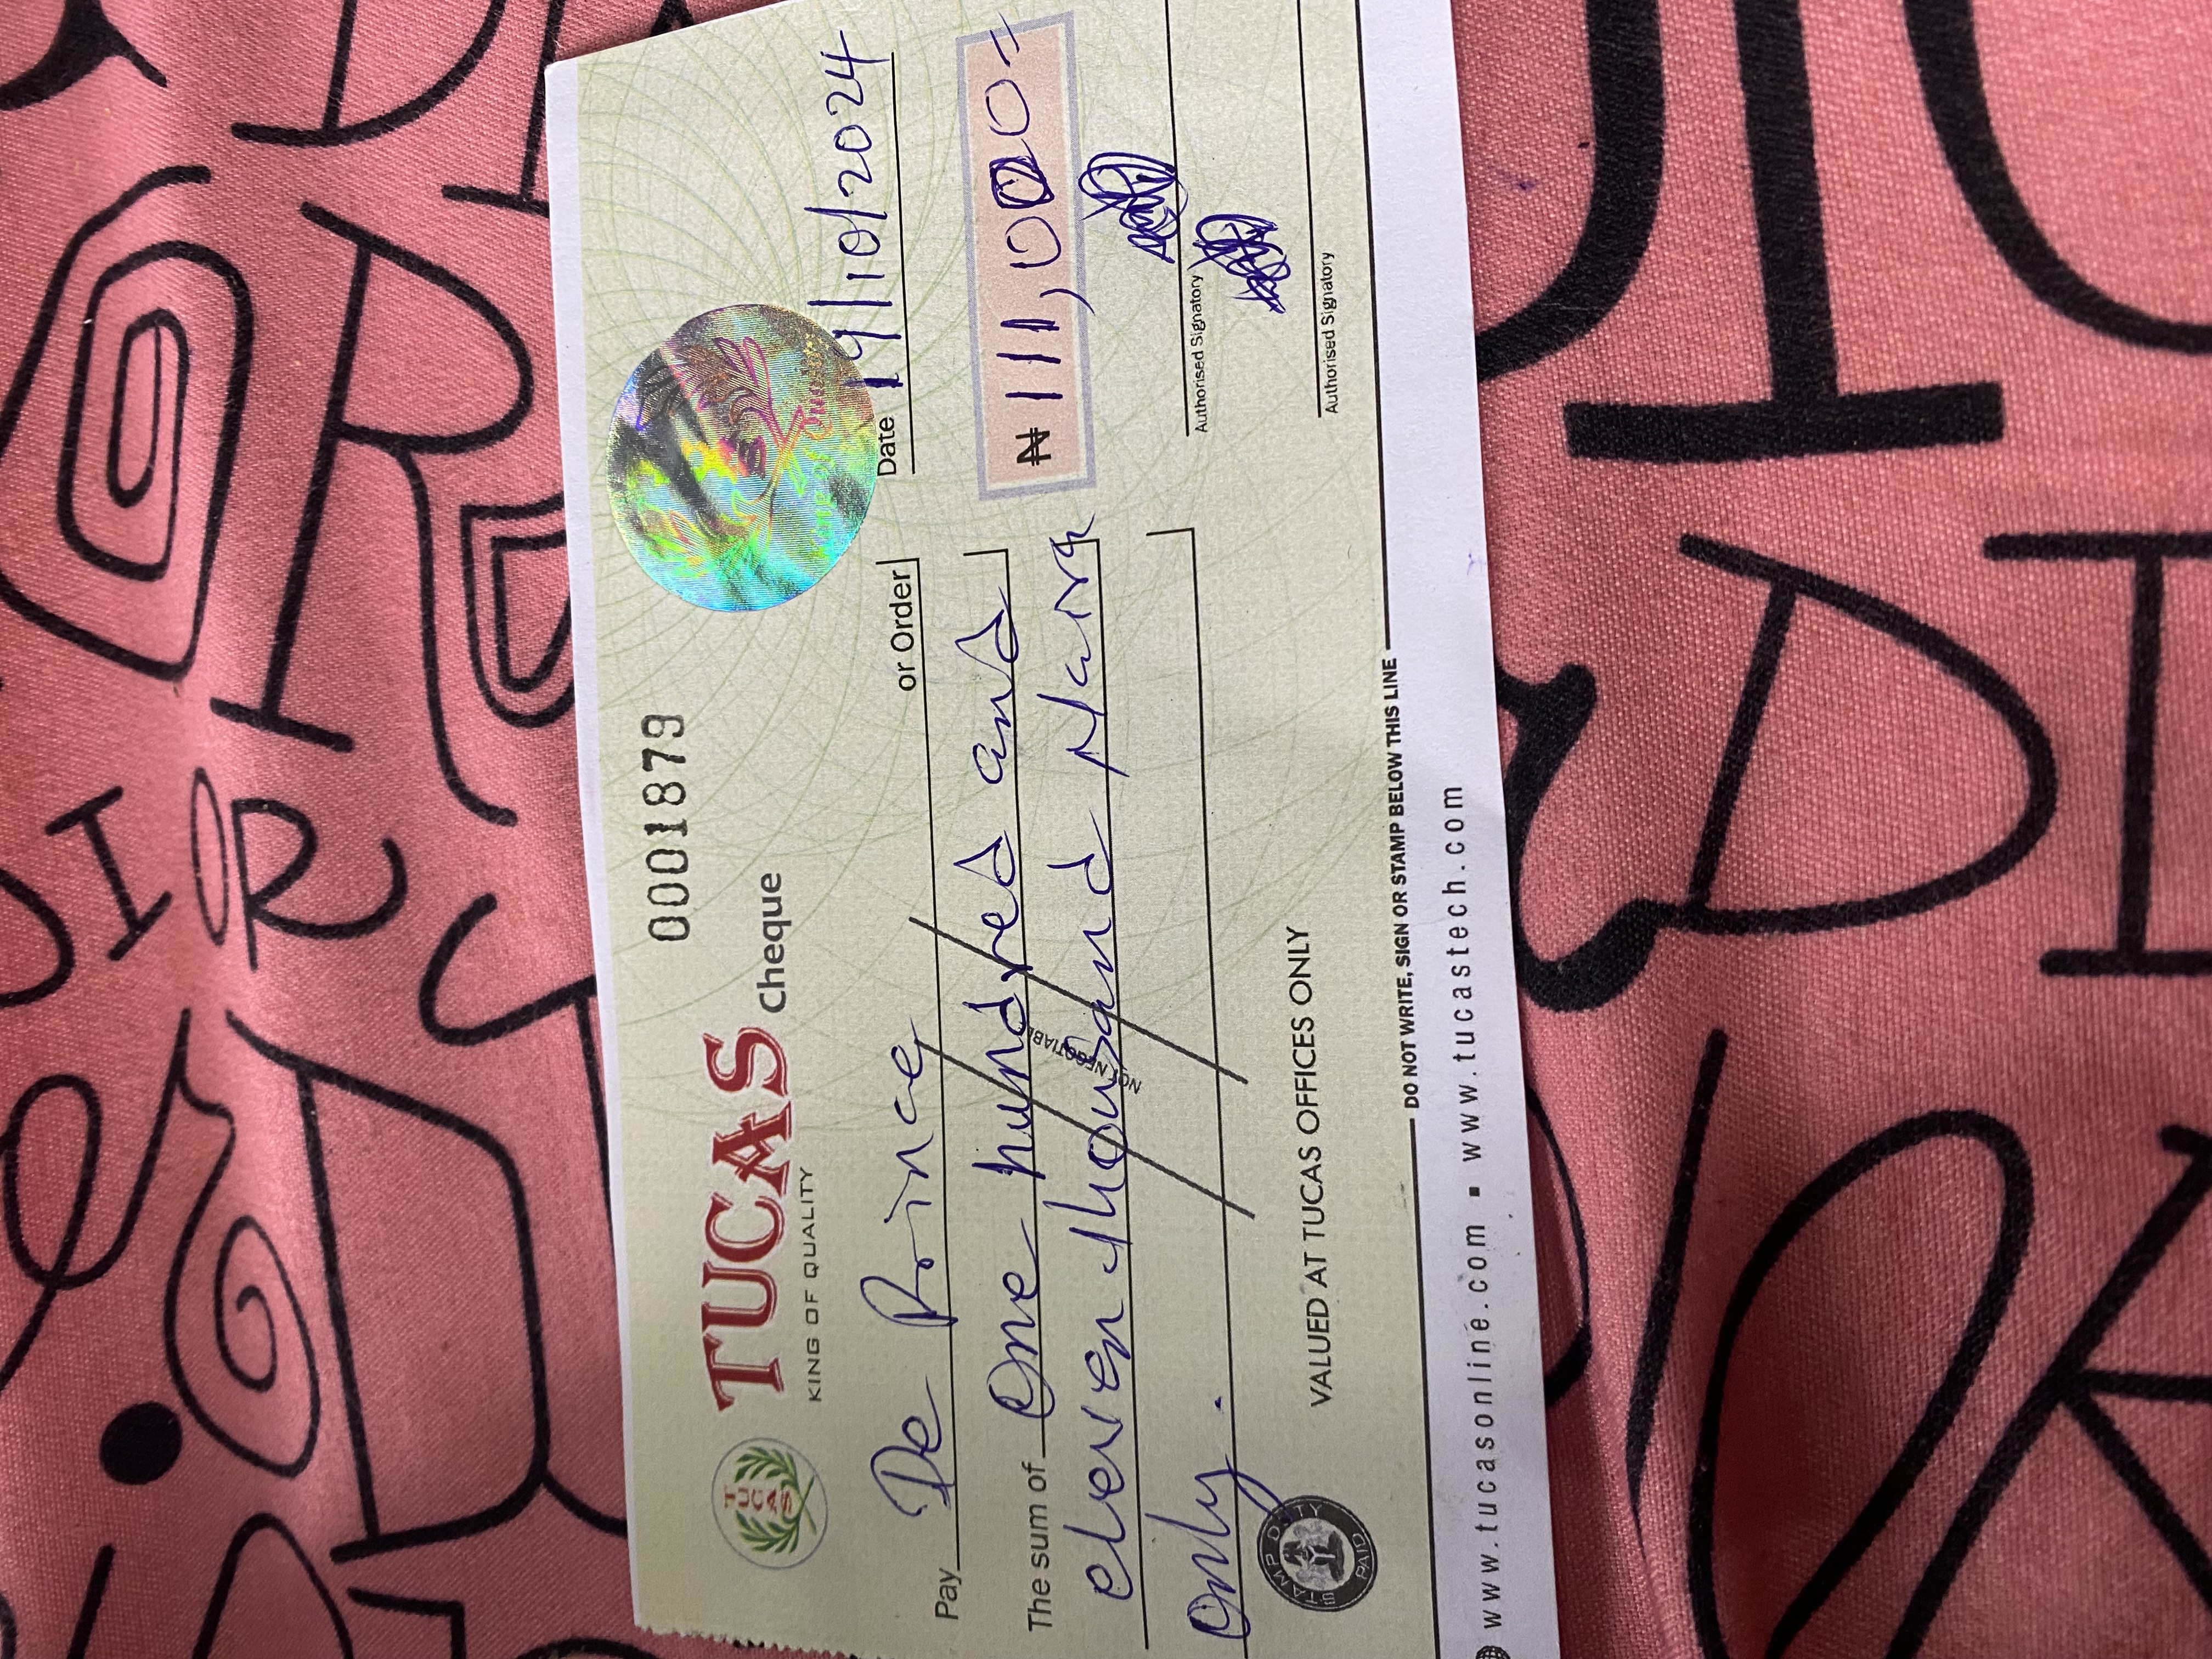 0001879
TUCAS Cheque
KING OF QUALITY
TUCAS
Date 19/10/2024
Pay De Prince or Order
The sum of One hundred and
eleven thousand Naira
only.
₦ 111,000=
NOT NEGOTIABLE
Authorised Signatory
Authorised Signatory
STAMP DUTY
PAID
VALUED AT TUCAS OFFICES ONLY
DO NOT WRITE, SIGN OR STAMP BELOW THIS LINE
www.tucasonline.com ▪ www.tucastech.com